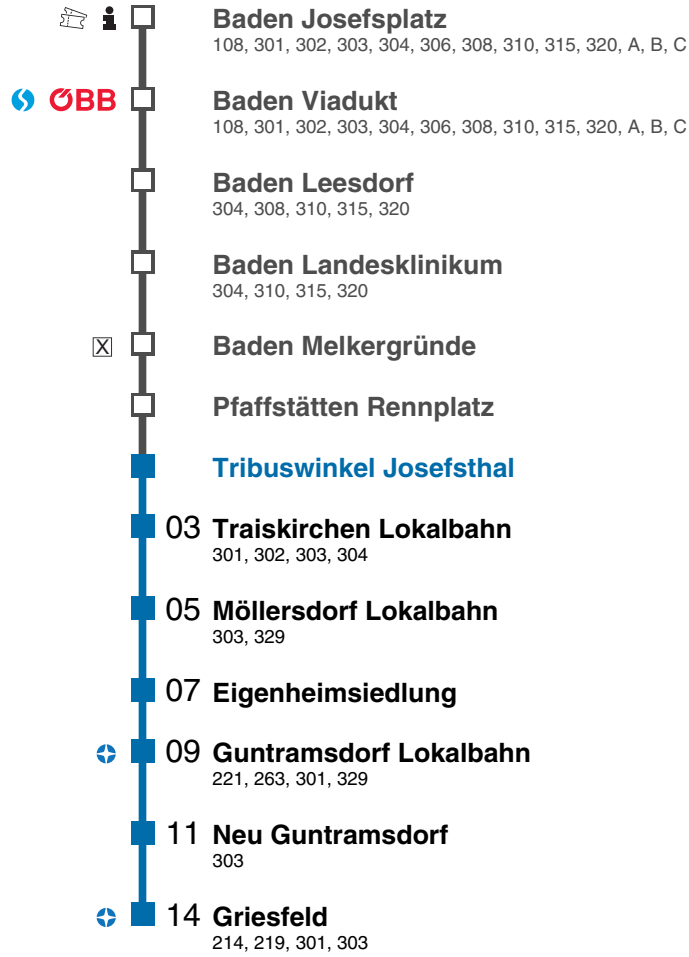 Baden Josefsplatz
108, 301, 302, 303, 304, 306, 308, 310, 315, 320, A, B, C
ÖBB Baden Viadukt
108, 301, 302, 303, 304, 306, 308, 310, 315, 320, A, B, C
Baden Leesdorf
304, 308, 310, 315, 320
Baden Landesklinikum
304, 310, 315, 320
X Baden Melkergründe
Pfaffstätten Rennplatz
Tribuswinkel Josefsthal
03 Traiskirchen Lokalbahn
301, 302, 303, 304
05 Möllersdorf Lokalbahn
303, 329
07 Eigenheimsiedlung
09 Guntramsdorf Lokalbahn
221, 263, 301, 329
11 Neu Guntramsdorf
303
14 Griesfeld
214, 219, 301, 303